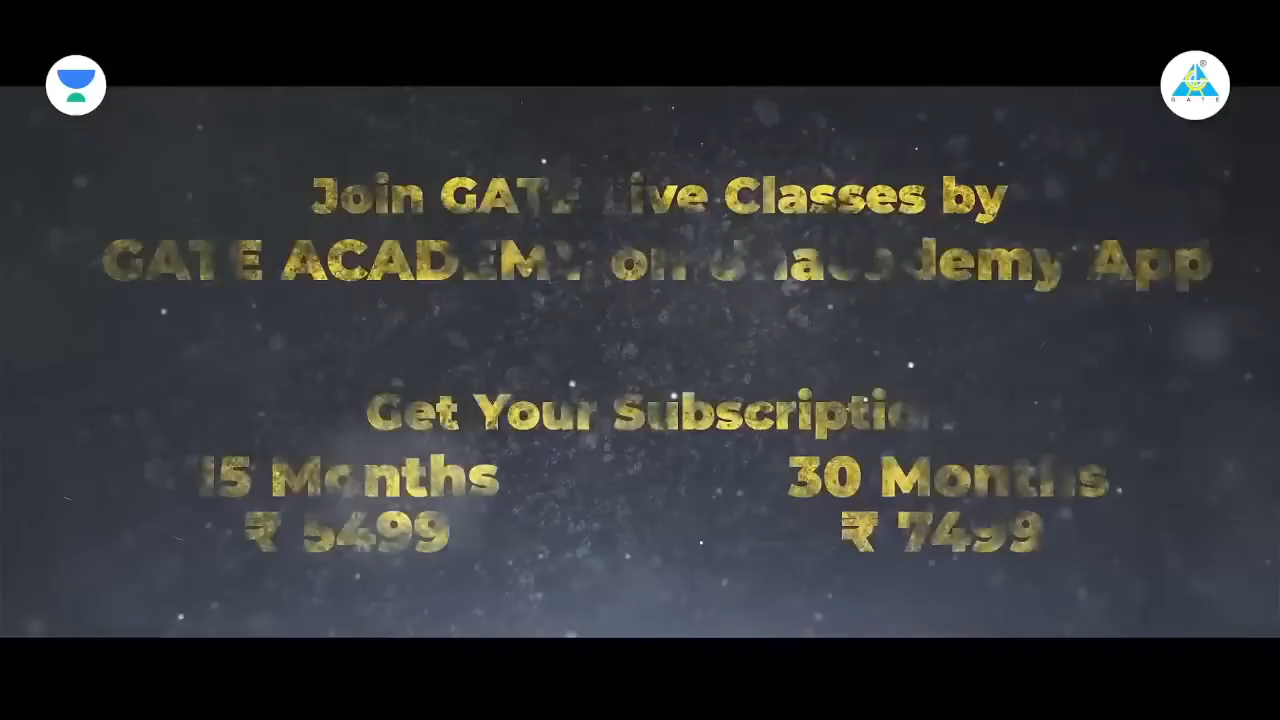 Join GATE Live Classes by
GATE ACADEMY on Unacademy App
Get Your Subscription
15 Months
30 Months
₹ 5499
₹ 7499
GATE